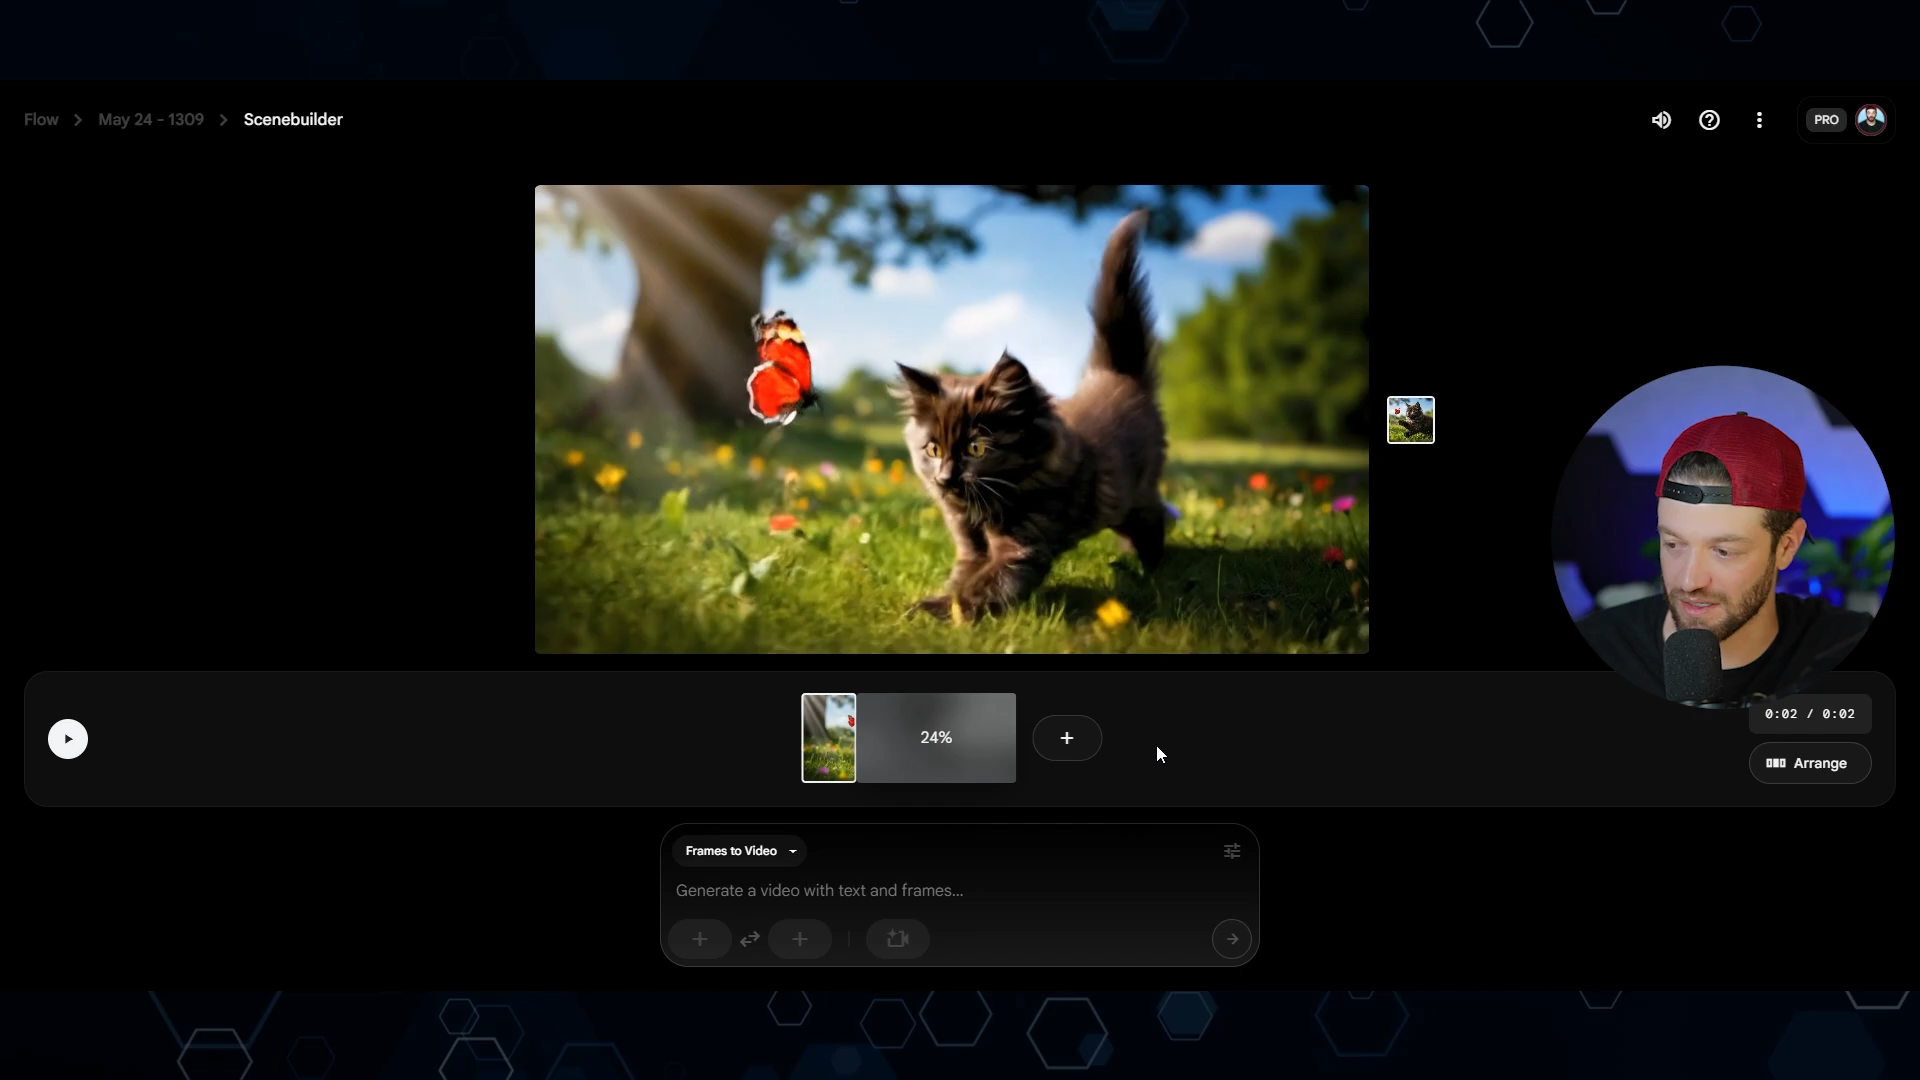 Flow > May 24 - 1309 > Scenebuilder
PRO
24%
0:02 / 0:02
Arrange
Frames to Video
Generate a video with text and frames...